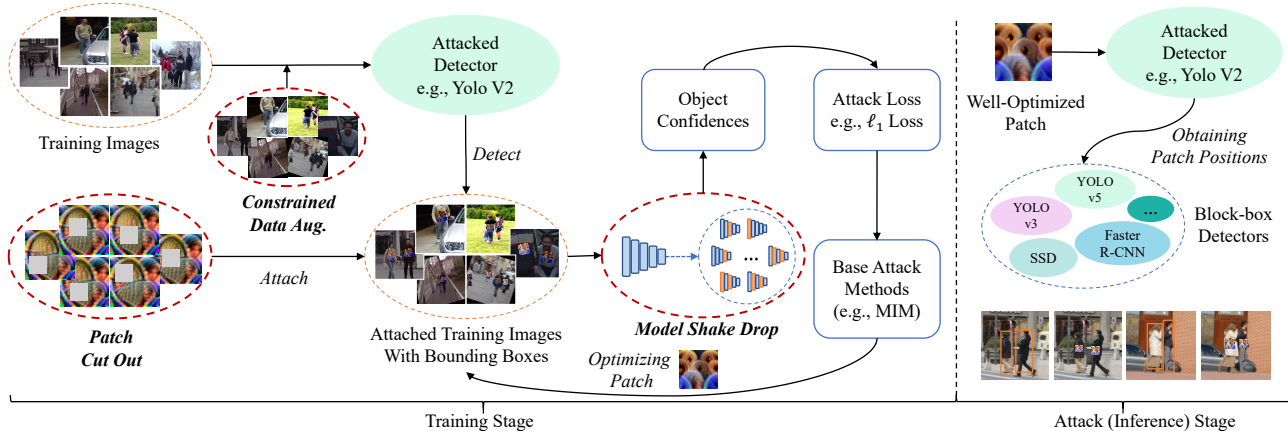 Training Images
Constrained
Data Aug.
Attacked
Detector
e.g., Yolo V2
Detect
Patch
Cut Out
Attach
Attached Training Images
With Bounding Boxes
Object
Confidences
Attack Loss
e.g., ℓ₁ Loss
...
Model Shake Drop
Base Attack
Methods
(e.g., MIM)
Optimizing
Patch
Training Stage
Well-Optimized
Patch
Attacked
Detector
e.g., Yolo V2
Obtaining
Patch Positions
YOLO
v5
YOLO
v3
...
Faster
R-CNN
SSD
Block-box
Detectors
Attack (Inference) Stage